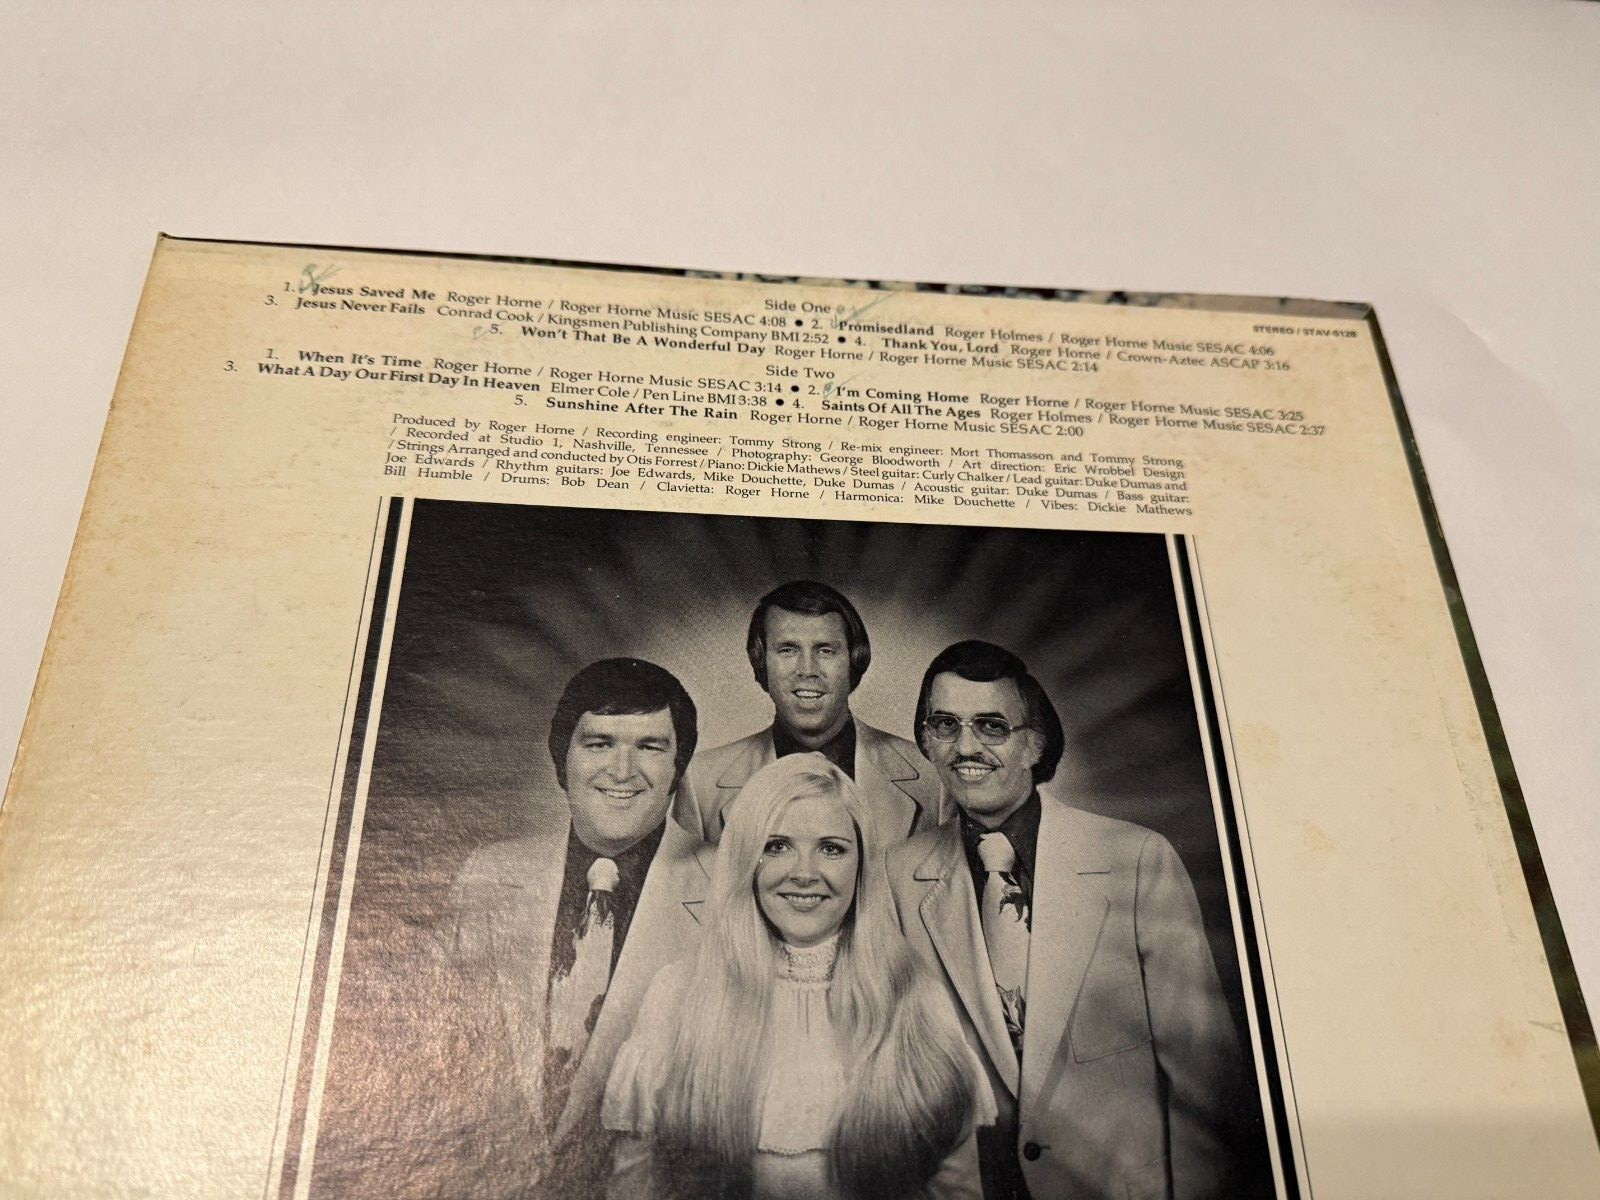 STEREO / STAV-5128
Side One
1. Jesus Saved Me Roger Horne / Roger Horne Music SESAC 4:08 ● 2. Promisedland Roger Holmes / Roger Horne Music SESAC 4:06
3. Jesus Never Fails Conrad Cook / Kingsmen Publishing Company BMI 2:52 ● 4. Thank You, Lord Roger Horne / Crown-Aztec ASCAP 3:16
5. Won't That Be A Wonderful Day Roger Horne / Roger Horne Music SESAC 2:14
Side Two
1. When It's Time Roger Horne / Roger Horne Music SESAC 3:14 ● 2. I'm Coming Home Roger Horne / Roger Horne Music SESAC 3:25
3. What A Day Our First Day In Heaven Elmer Cole / Pen Line BMI 3:38 ● 4. Saints Of All The Ages Roger Holmes / Roger Horne Music SESAC 2:37
5. Sunshine After The Rain Roger Horne / Roger Horne Music SESAC 2:00
Produced by Roger Horne / Recording engineer: Tommy Strong / Re-mix engineer: Mort Thomasson and Tommy Strong
/ Recorded at Studio 1, Nashville, Tennessee / Photography: George Bloodworth / Art direction: Eric Wrobbel Design
/ Strings Arranged and conducted by Otis Forrest / Piano: Dickie Mathews / Steel guitar: Curly Chalker / Lead guitar: Duke Dumas and
Joe Edwards / Rhythm guitars: Joe Edwards, Mike Douchette, Duke Dumas / Acoustic guitar: Duke Dumas / Bass guitar:
Bill Humble / Drums: Bob Dean / Clavietta: Roger Horne / Harmonica: Mike Douchette / Vibes: Dickie Mathews